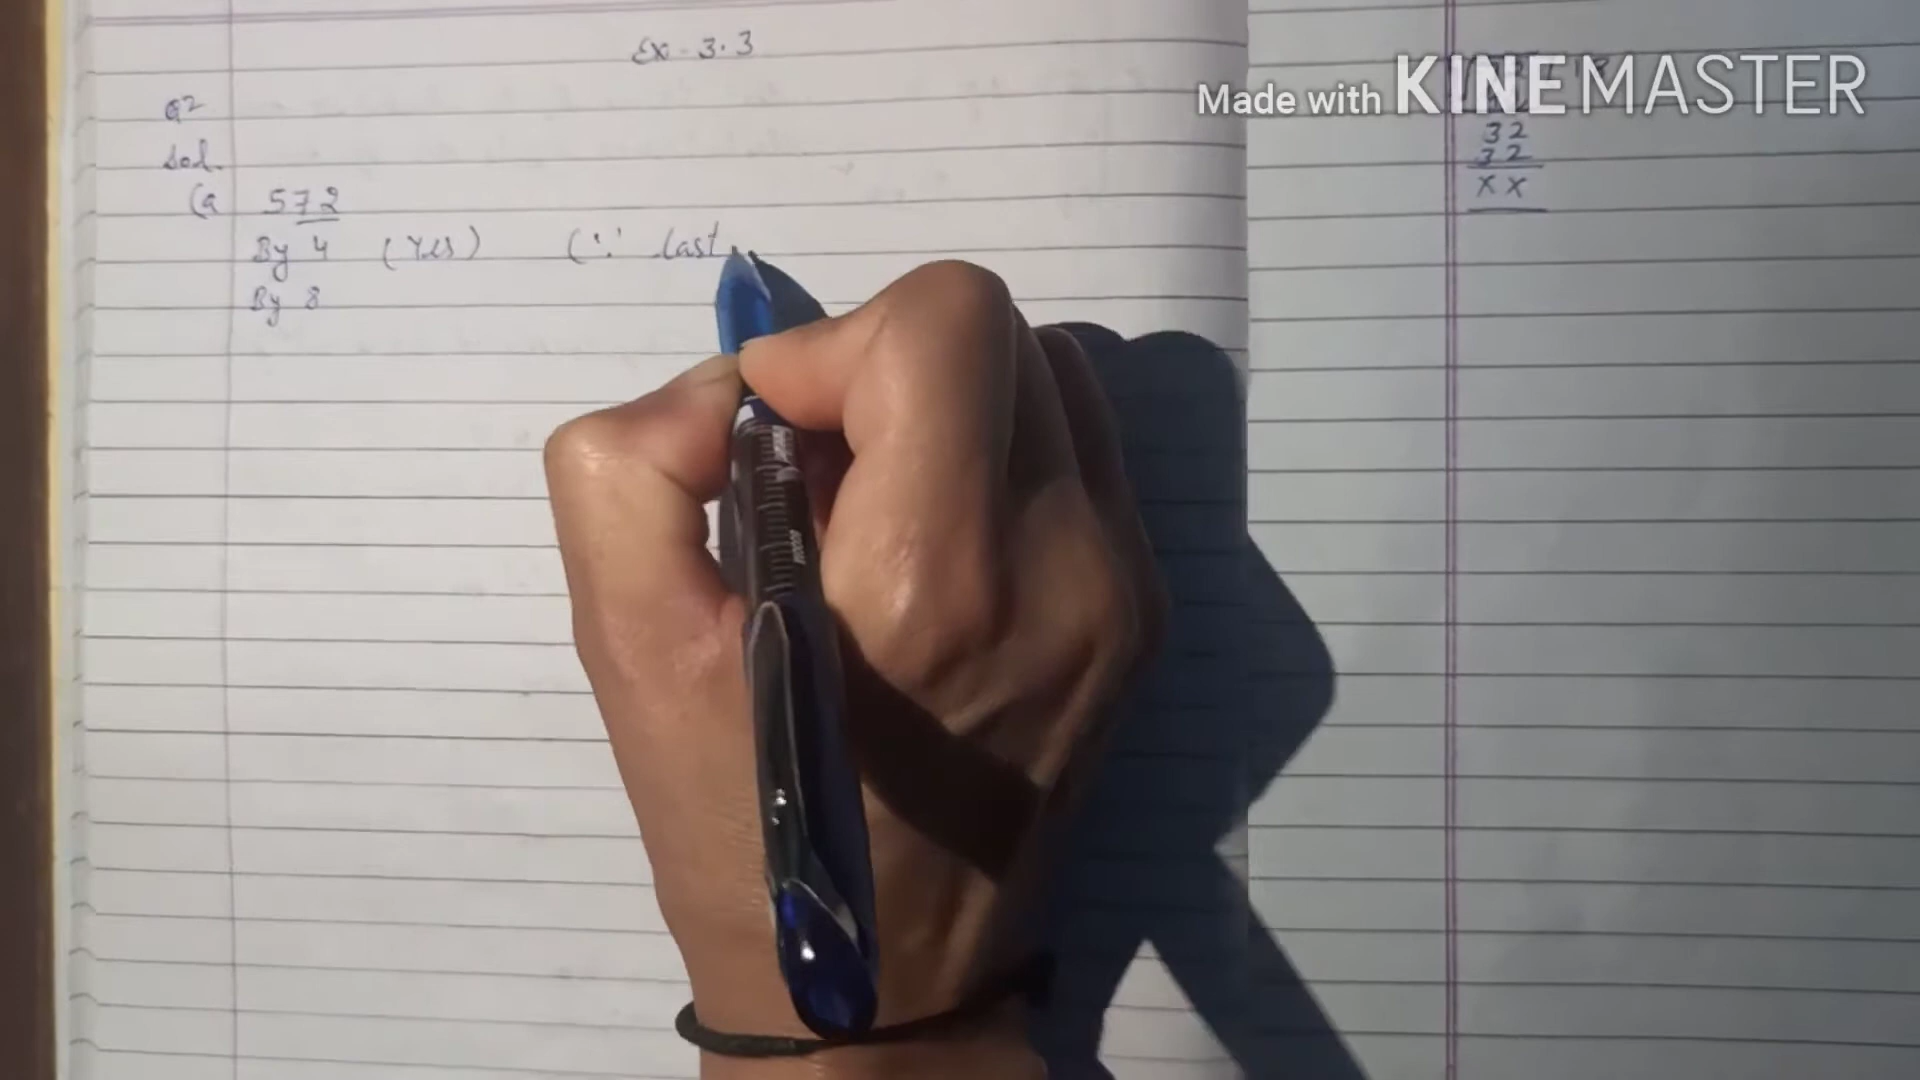 Ex - 3.3
Q2
Sol.
(a 572
By 4 (Yes) (∵ last
By 8
Made with KINEMASTER
32
32
x x